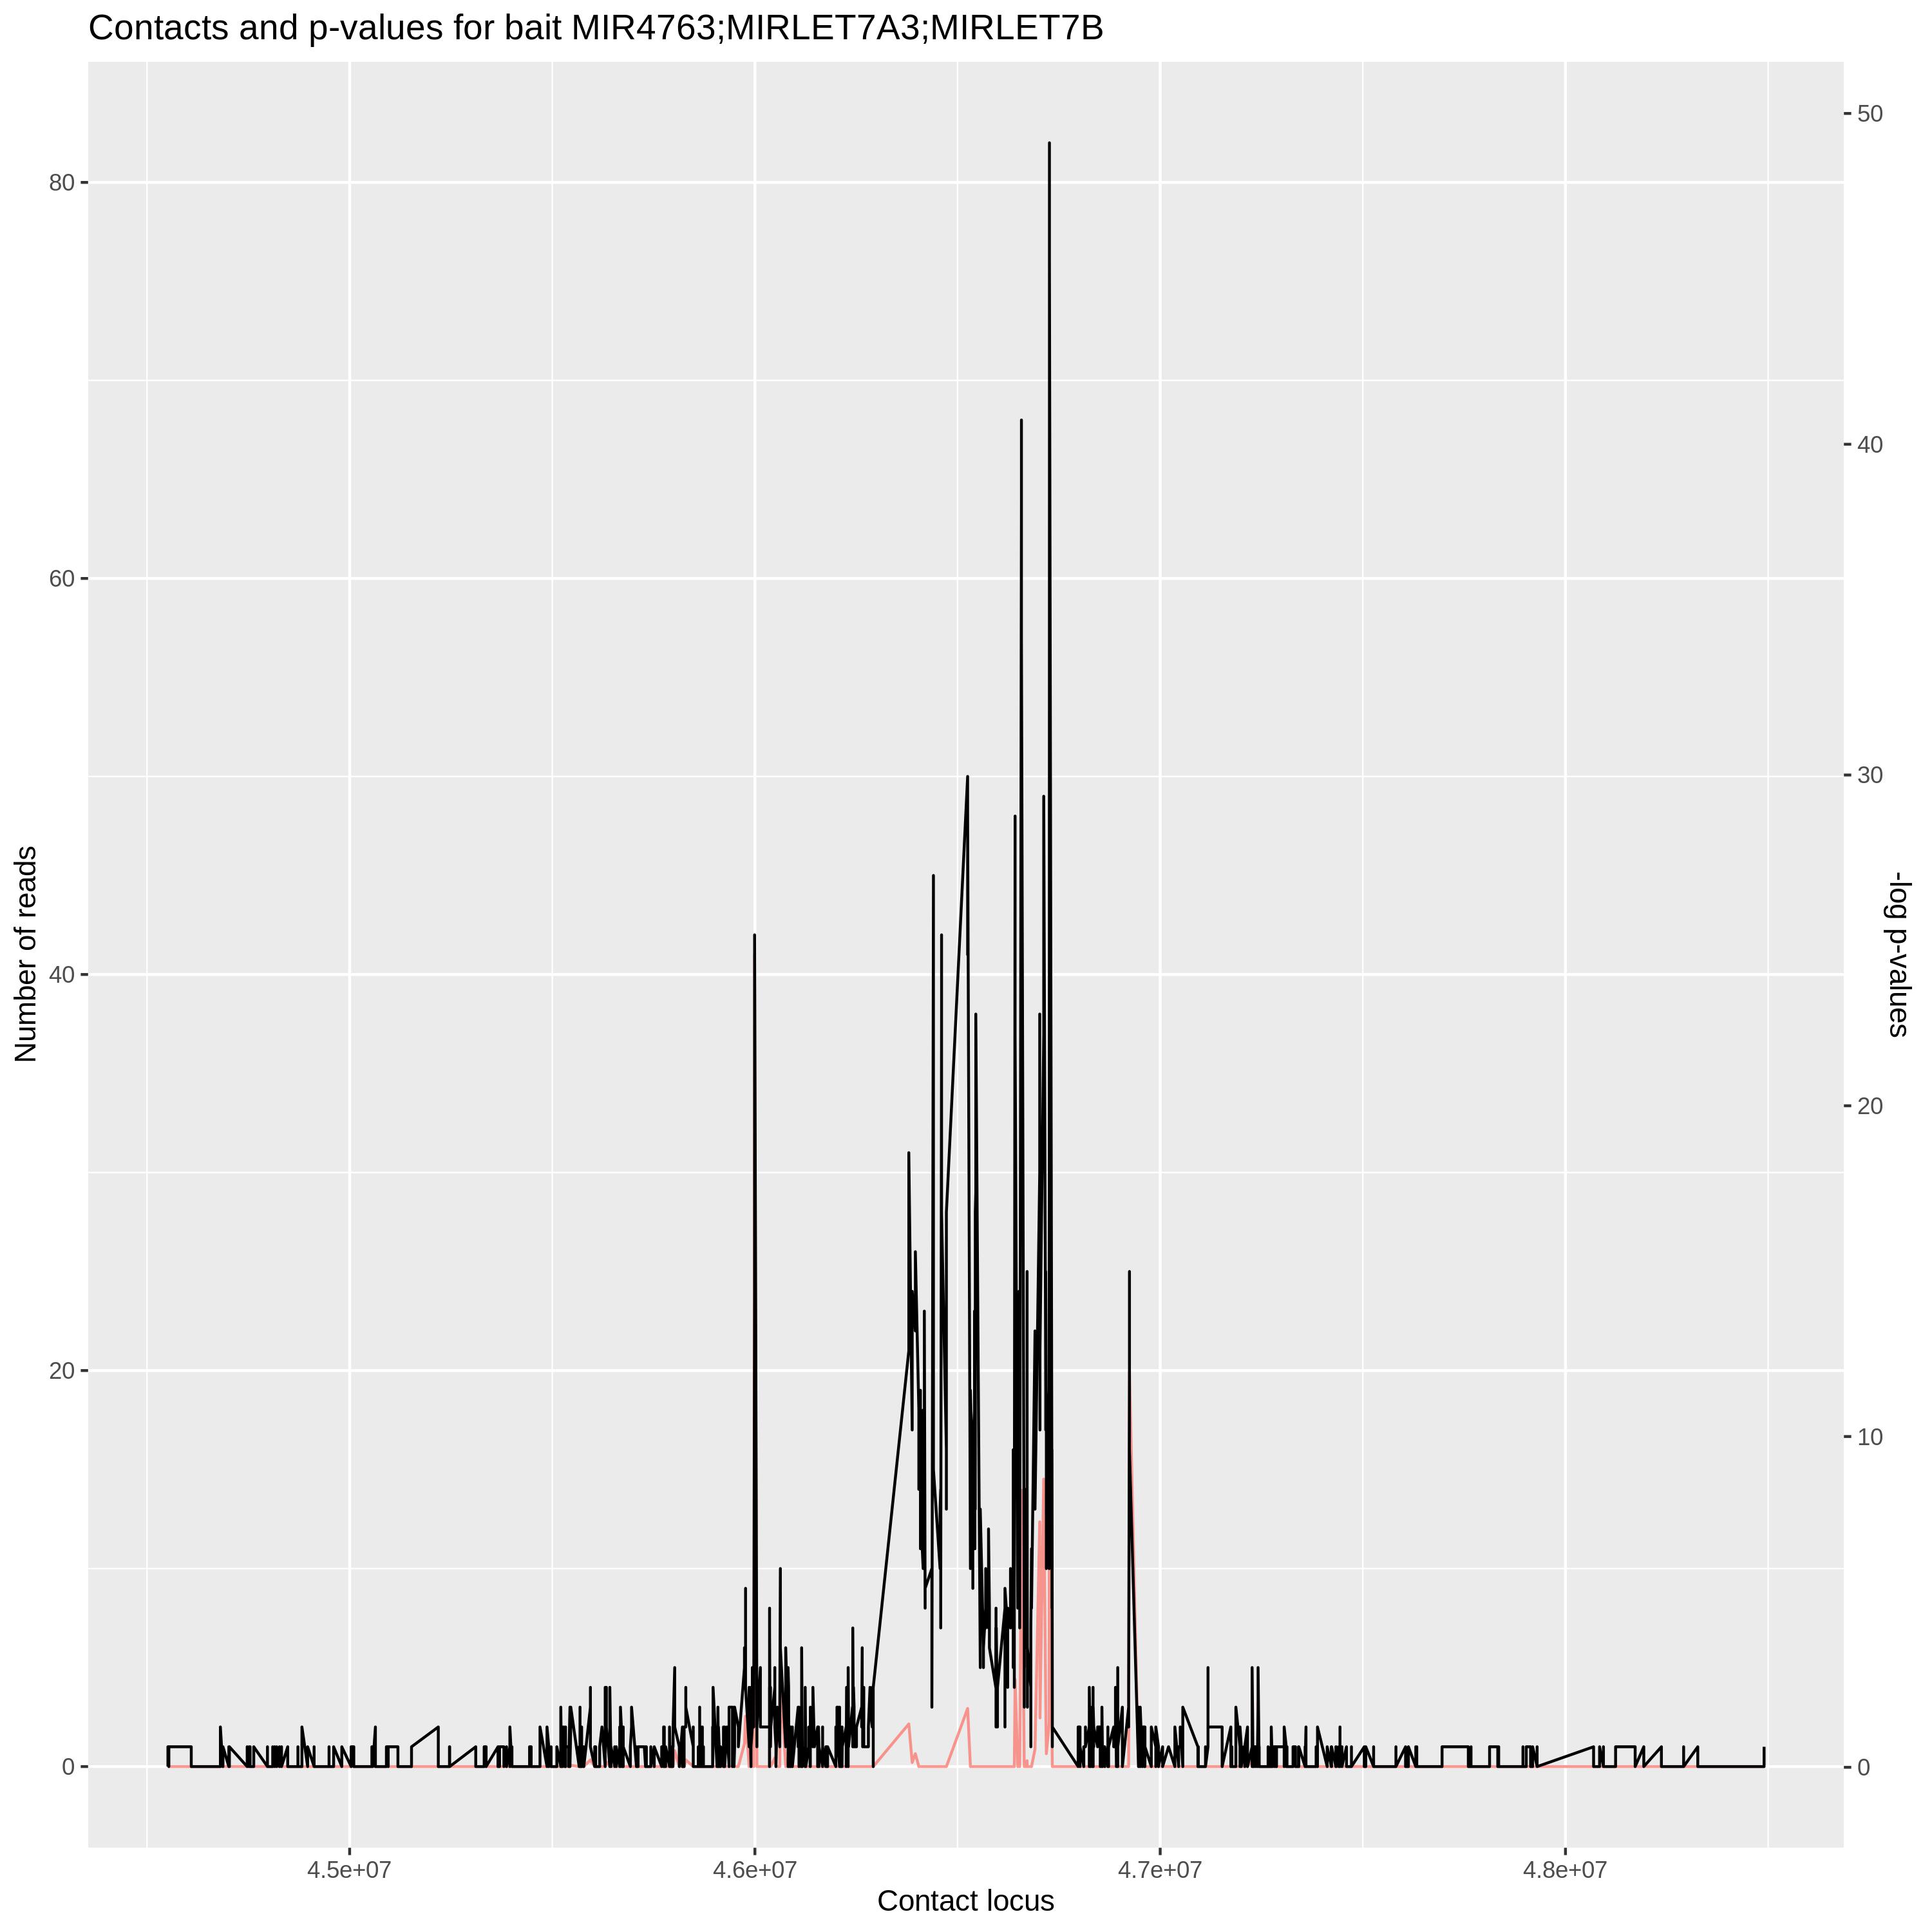 Contacts and p-values for bait MIR4763;MIRLET7A3;MIRLET7B
80
60
40
20
0
Number of reads
50
40
30
20
10
0
-log p-values
4.5e+07
4.6e+07
4.7e+07
4.8e+07
Contact locus